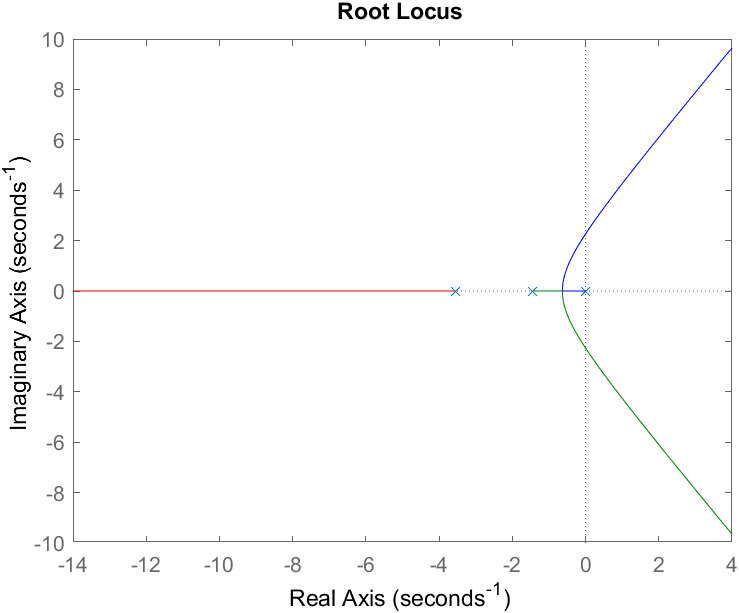 Root Locus
10
8
6
4
2
0
-2
-4
-6
-8
-10
Imaginary Axis (seconds⁻¹)
-14 -12 -10 -8 -6 -4 -2 0 2 4
Real Axis (seconds⁻¹)